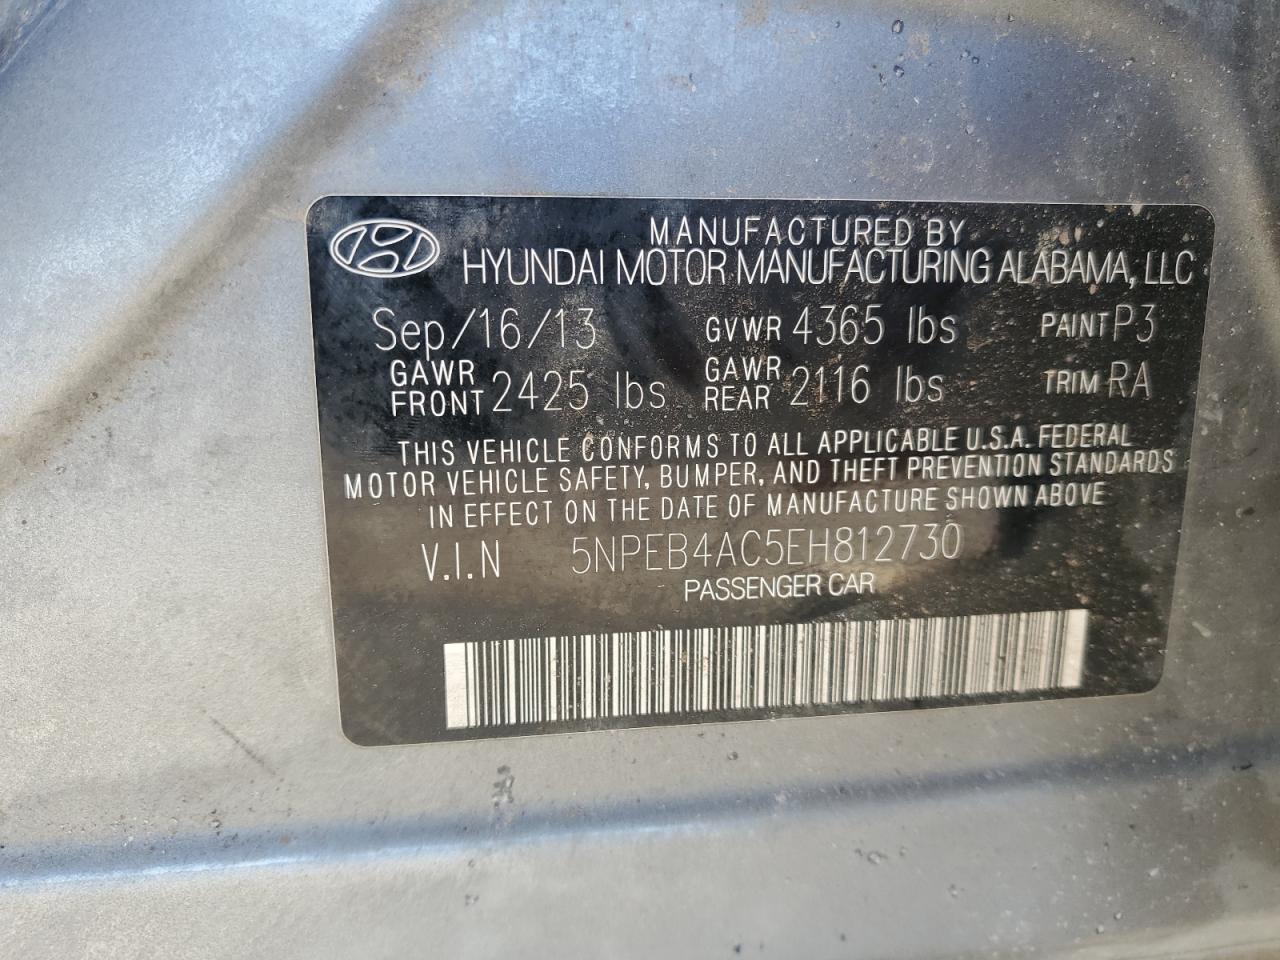 MANUFACTURED BY
HYUNDAI MOTOR MANUFACTURING ALABAMA, LLC
Sep/16/13 GVWR 4365 lbs PAINT P3
GAWR FRONT 2425 lbs GAWR REAR 2116 lbs TRIM RA
THIS VEHICLE CONFORMS TO ALL APPLICABLE U.S.A. FEDERAL
MOTOR VEHICLE SAFETY, BUMPER, AND THEFT PREVENTION STANDARDS
IN EFFECT ON THE DATE OF MANUFACTURE SHOWN ABOVE
V.I.N 5NPEB4AC5EH812730
PASSENGER CAR